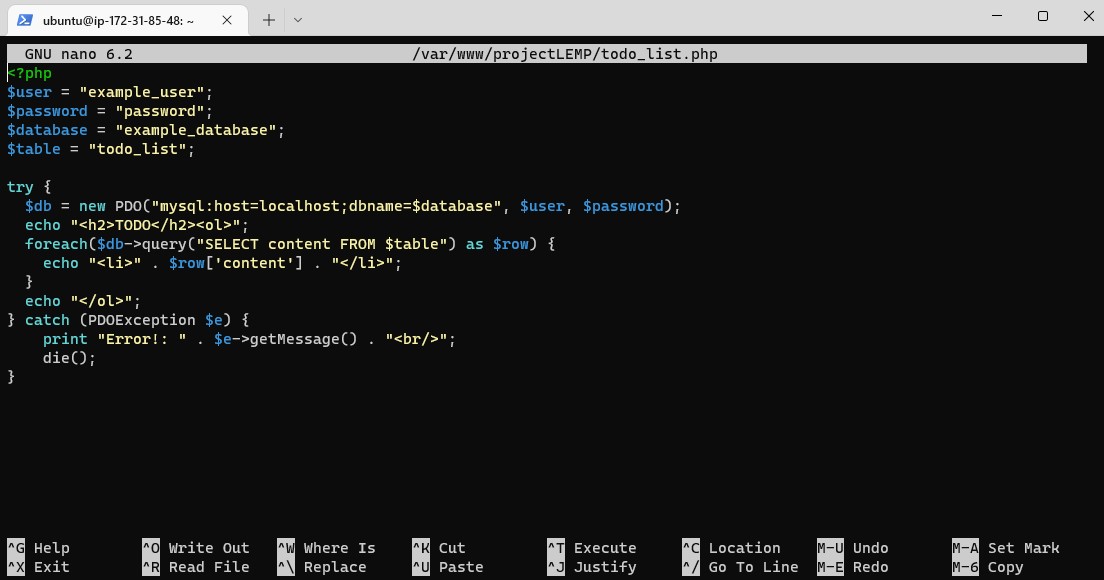 ubuntu@ip-172-31-85-48: ~
GNU nano 6.2 /var/www/projectLEMP/todo_list.php
<?php
$user = "example_user";
$password = "password";
$database = "example_database";
$table = "todo_list";

try {
  $db = new PDO("mysql:host=localhost;dbname=$database", $user, $password);
  echo "<h2>TODO</h2><ol>";
  foreach($db->query("SELECT content FROM $table") as $row) {
    echo "<li>" . $row['content'] . "</li>";
  }
  echo "</ol>";
} catch (PDOException $e) {
    print "Error!: " . $e->getMessage() . "<br/>";
    die();
}

^G Help ^O Write Out ^W Where Is ^K Cut ^T Execute ^C Location M-U Undo M-A Set Mark
^X Exit ^R Read File ^\ Replace ^U Paste ^J Justify ^/ Go To Line M-E Redo M-6 Copy